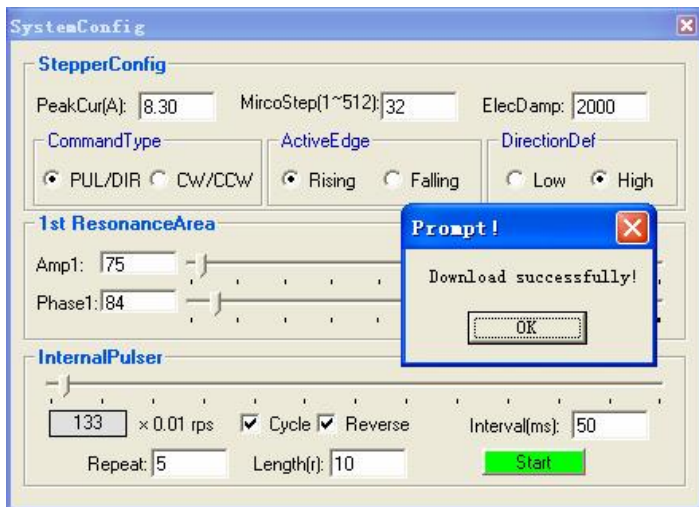 SystemConfig
StepperConfig
PeakCur(A): 8.30 MircoStep(1~512): 32 ElecDamp: 2000
CommandType ActiveEdge DirectionDef
PUL/DIR CW/CCW Rising Falling Low High
1st ResonanceArea
Prompt!
Amp1: 75
Download successfully!
Phase1: 84
OK
InternalPulser
133 × 0.01 rps Cycle Reverse Interval(ms): 50
Repeat: 5 Length(r): 10 Start